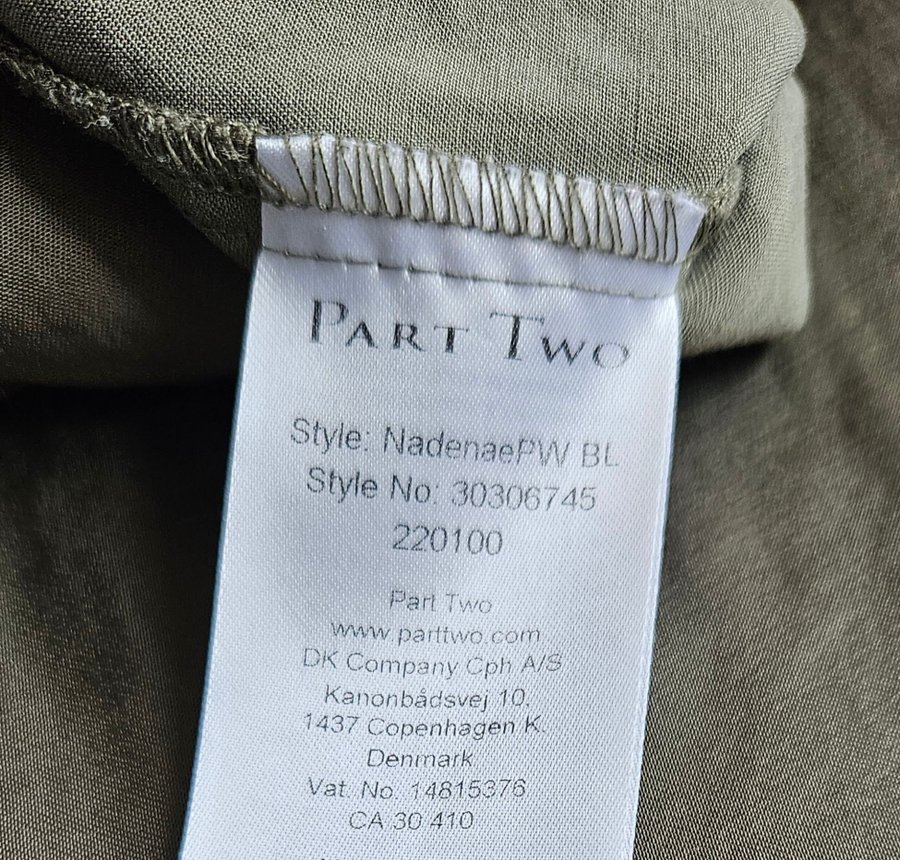 PART TWO
Style: NadenaePW BL
Style No: 30306745
220100
Part Two
www.parttwo.com
DK Company Cph A/S
Kanonbådsvej 10.
1437 Copenhagen K.
Denmark
Vat. No. 14815376
CA 30 410